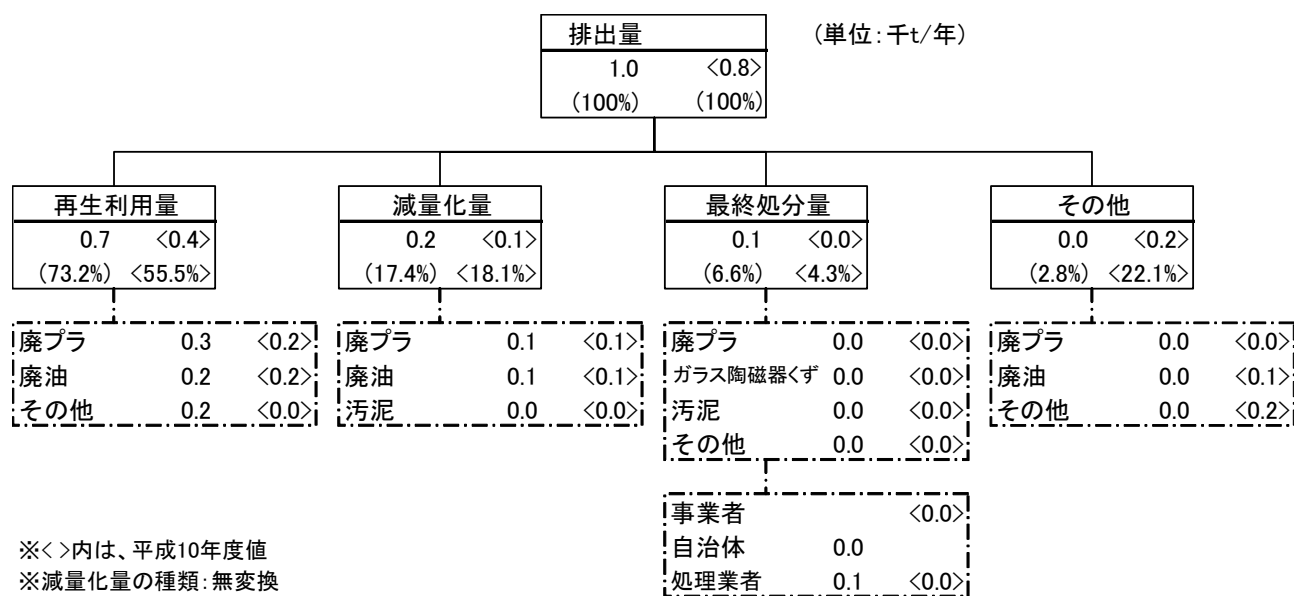 排出量
(単位:千t/年)
1.0 <0.8>
(100%) (100%)
再生利用量
0.7 <0.4>
(73.2%) <55.5%>
減量化量
0.2 <0.1>
(17.4%) <18.1%>
最終処分量
0.1 <0.0>
(6.6%) <4.3%>
その他
0.0 <0.2>
(2.8%) <22.1%>
廃プラ 0.3 <0.2>
廃油 0.2 <0.2>
その他 0.2 <0.0>
廃プラ 0.1 <0.1>
廃油 0.1 <0.1>
汚泥 0.0 <0.0>
廃プラ 0.0 <0.0>
ガラス陶磁器くず 0.0 <0.0>
汚泥 0.0 <0.0>
その他 0.0 <0.0>
廃プラ 0.0 <0.0>
廃油 0.0 <0.1>
その他 0.0 <0.2>
事業者 <0.0>
自治体 0.0
処理業者 0.1 <0.0>
※< >内は、平成10年度値
※減量化量の種類:無変換